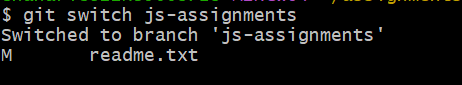 $ git switch js-assignments
Switched to branch 'js-assignments'
M       readme.txt